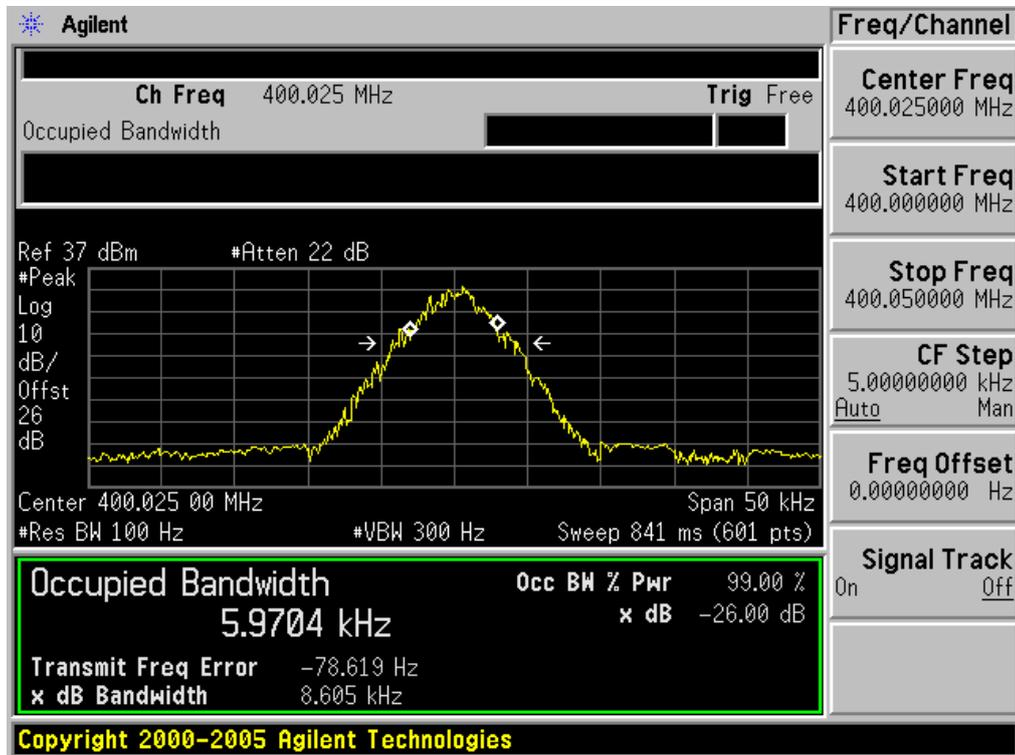 Agilent
Freq/Channel
Ch Freq 400.025 MHz Trig Free
Occupied Bandwidth
Center Freq
400.025000 MHz
Start Freq
400.000000 MHz
Stop Freq
400.050000 MHz
CF Step
5.00000000 kHz
Auto Man
Freq Offset
0.00000000 Hz
Signal Track
On Off
Ref 37 dBm #Atten 22 dB
#Peak
Log
10
dB/
Offst
26
dB
Center 400.025 00 MHz Span 50 kHz
#Res BW 100 Hz #VBW 300 Hz Sweep 841 ms (601 pts)
Occupied Bandwidth Occ BW % Pwr 99.00 %
5.9704 kHz x dB -26.00 dB
Transmit Freq Error -78.619 Hz
x dB Bandwidth 8.605 kHz
Copyright 2000-2005 Agilent Technologies